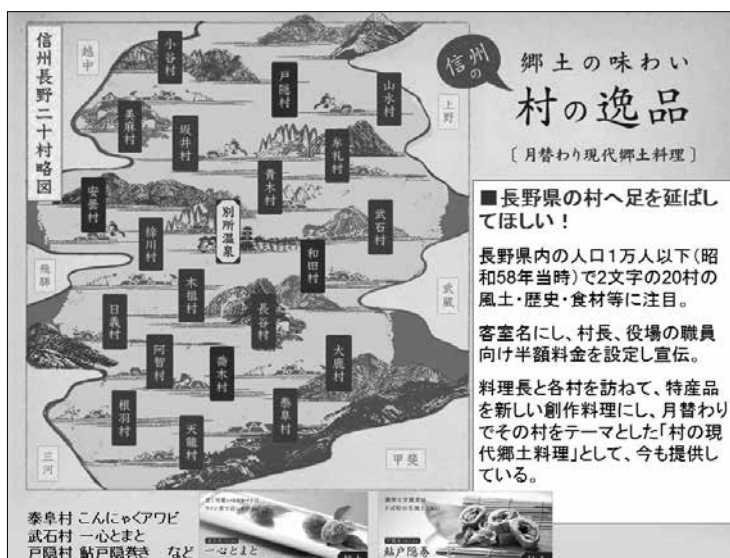 信州長野二十村略図
越中
小谷村
戸隠村
山水村
上野
美麻村
坂井村
牟礼村
青木村
安曇村
梓川村
別所温泉
武石村
和田村
飛騨
武蔵
木祖村
日義村
長谷村
阿智村
喬木村
大鹿村
根羽村
天龍村
泰阜村
三河
甲斐
信州の
郷土の味わい
村の逸品
〔月替わり現代郷土料理〕
■長野県の村へ足を延ばし
てほしい！
長野県内の人口1万人以下(昭
和58年当時)で2文字の20村の
風土・歴史・食材等に注目。
客室名にし、村長、役場の職員
向け半額料金を設定し宣伝。
料理長と各村を訪ねて、特産品
を新しい創作料理にし、月替わり
でその村をテーマとした「村の現
代郷土料理」として、今も提供し
ている。
泰阜村 こんにゃくアワビ
武石村 一心とまと
戸隠村 鮎戸隠巻き など
一心とまと
鮎戸隠巻